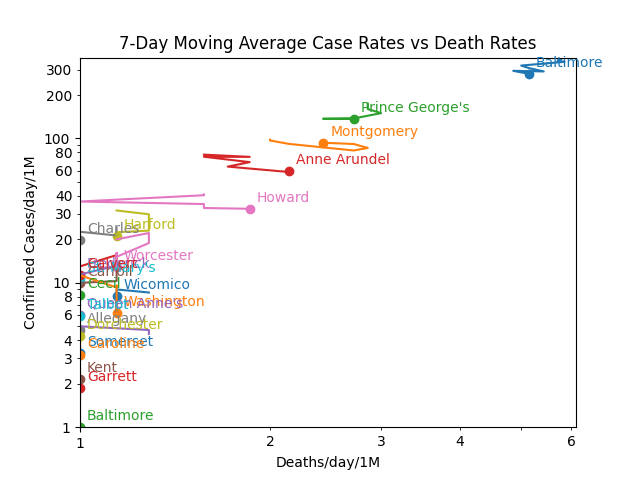 7-Day Moving Average Case Rates vs Death Rates
Confirmed Cases/day/1M
300
200
100
80
60
40
30
20
10
8
6
4
3
2
1
Baltimore
Prince George's
Montgomery
Anne Arundel
Howard
Harford
Charles
Worcester
Carroll
Cecil
Wicomico
Washington
Queen Anne's
Talbot
Allegany
Dorchester
Somerset
Caroline
Kent
Garrett
Baltimore
1
2
3
4
6
Deaths/day/1M